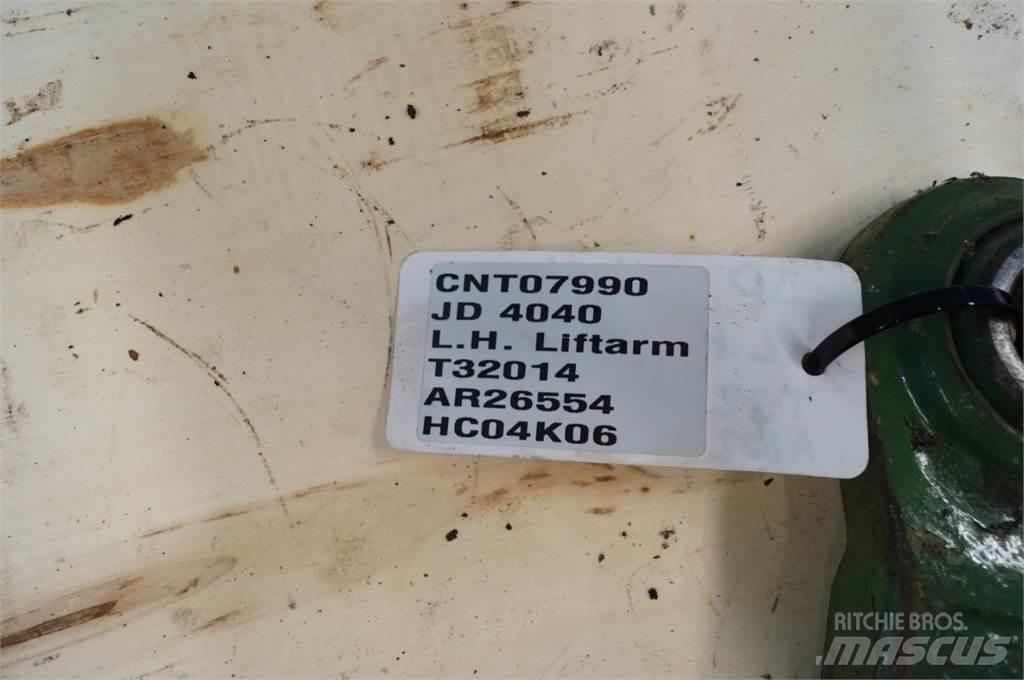 CNT07990
JD 4040
L.H. Liftarm
T32014
AR26554
HC04K06
RITCHIE BROS.
MASCUS